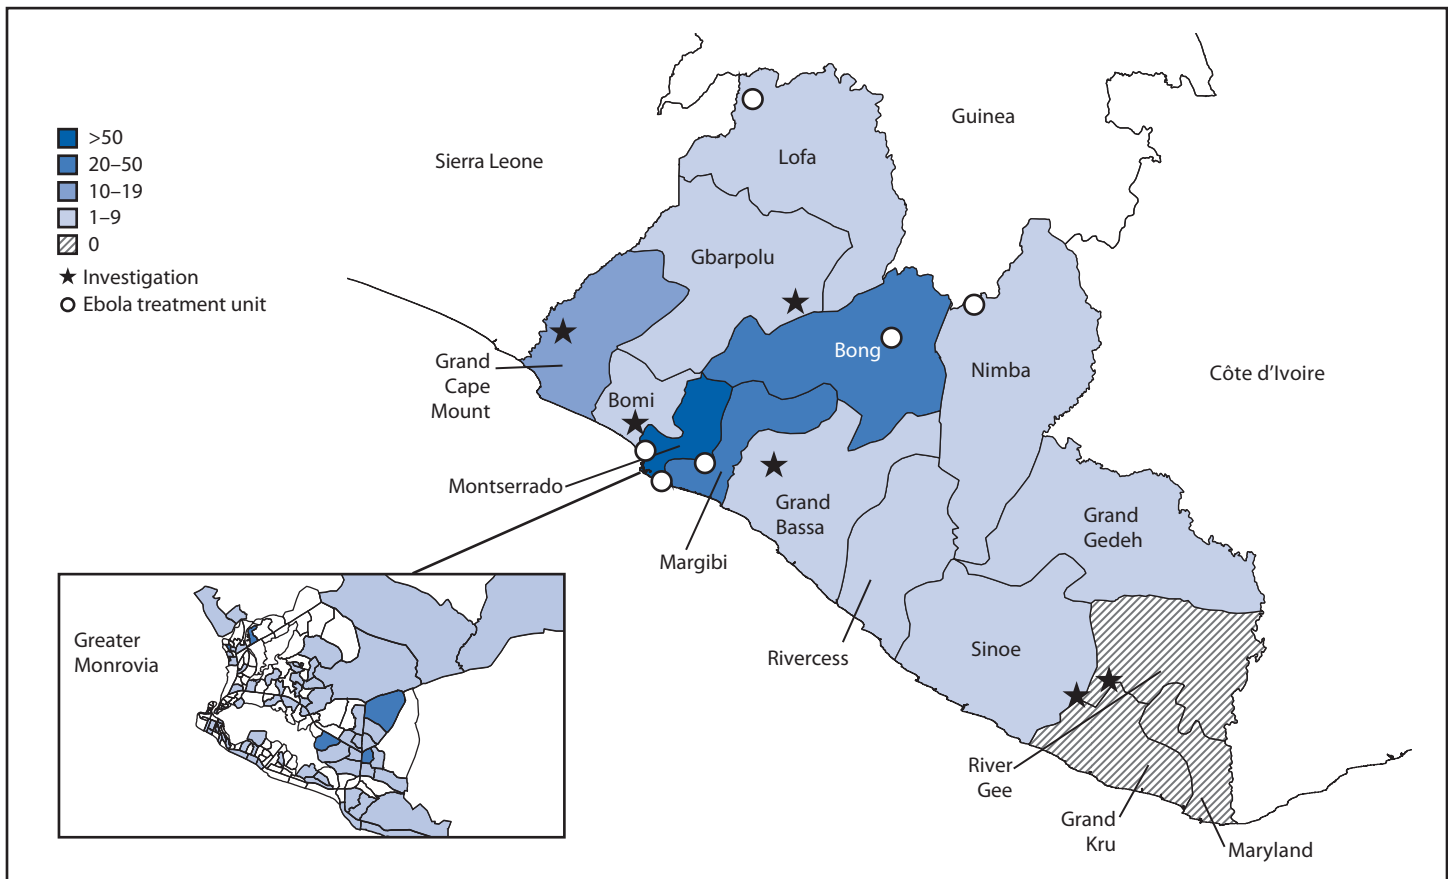 >50
20–50
10–19
1–9
0
Investigation
Ebola treatment unit
Sierra Leone
Guinea
Côte d’Ivoire
Lofa
Gbarpolu
Grand
Cape
Mount
Bomi
Bong
Nimba
Montserrado
Margibi
Grand
Bassa
Rivercess
Grand
Gedeh
Sinoe
River
Gee
Grand
Kru
Maryland
Greater
Monrovia